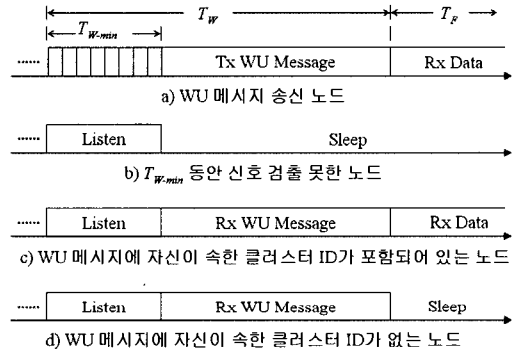 T_W
T_F
T_W-min
...... Tx WU Message Rx Data
a) WU 메시지 송신 노드
...... Listen Sleep
b) T_W-min 동안 신호 검출 못한 노드
...... Listen Rx WU Message Rx Data
c) WU 메시지에 자신이 속한 클러스터 ID가 포함되어 있는 노드
...... Listen Rx WU Message Sleep
d) WU 메시지에 자신이 속한 클러스터 ID가 없는 노드